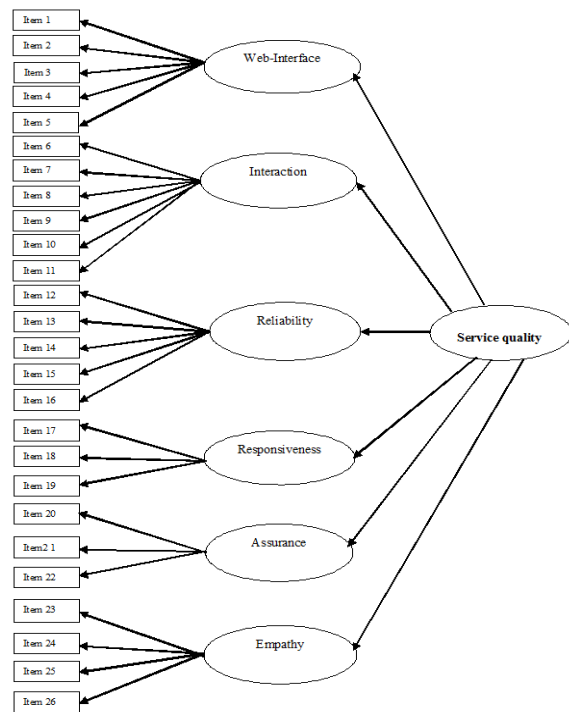 Item 1
Item 2
Item 3
Item 4
Item 5
Web-Interface
Item 6
Item 7
Item 8
Item 9
Item 10
Item 11
Interaction
Item 12
Item 13
Item 14
Item 15
Item 16
Reliability
Service quality
Item 17
Item 18
Item 19
Responsiveness
Item 20
Item2 1
Item 22
Assurance
Item 23
Item 24
Item 25
Item 26
Empathy